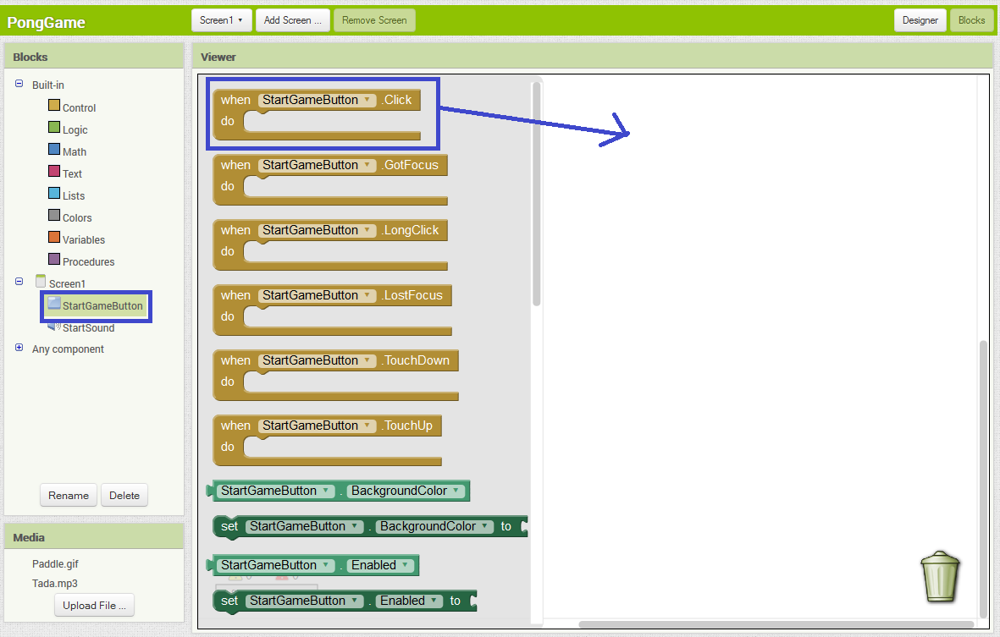 PongGame
Screen1 ▾
Add Screen ...
Remove Screen
Designer
Blocks
Blocks
Built-in
Control
Logic
Math
Text
Lists
Colors
Variables
Procedures
Screen1
StartGameButton
StartSound
Any component
Rename
Delete
Media
Paddle.gif
Tada.mp3
Upload File ...
Viewer
when StartGameButton ▾ .Click
do
when StartGameButton ▾ .GotFocus
do
when StartGameButton ▾ .LongClick
do
when StartGameButton ▾ .LostFocus
do
when StartGameButton ▾ .TouchDown
do
when StartGameButton ▾ .TouchUp
do
StartGameButton ▾ . BackgroundColor ▾
set StartGameButton ▾ . BackgroundColor ▾ to
StartGameButton ▾ . Enabled ▾
0 0
set StartGameButton ▾ . Enabled ▾ to